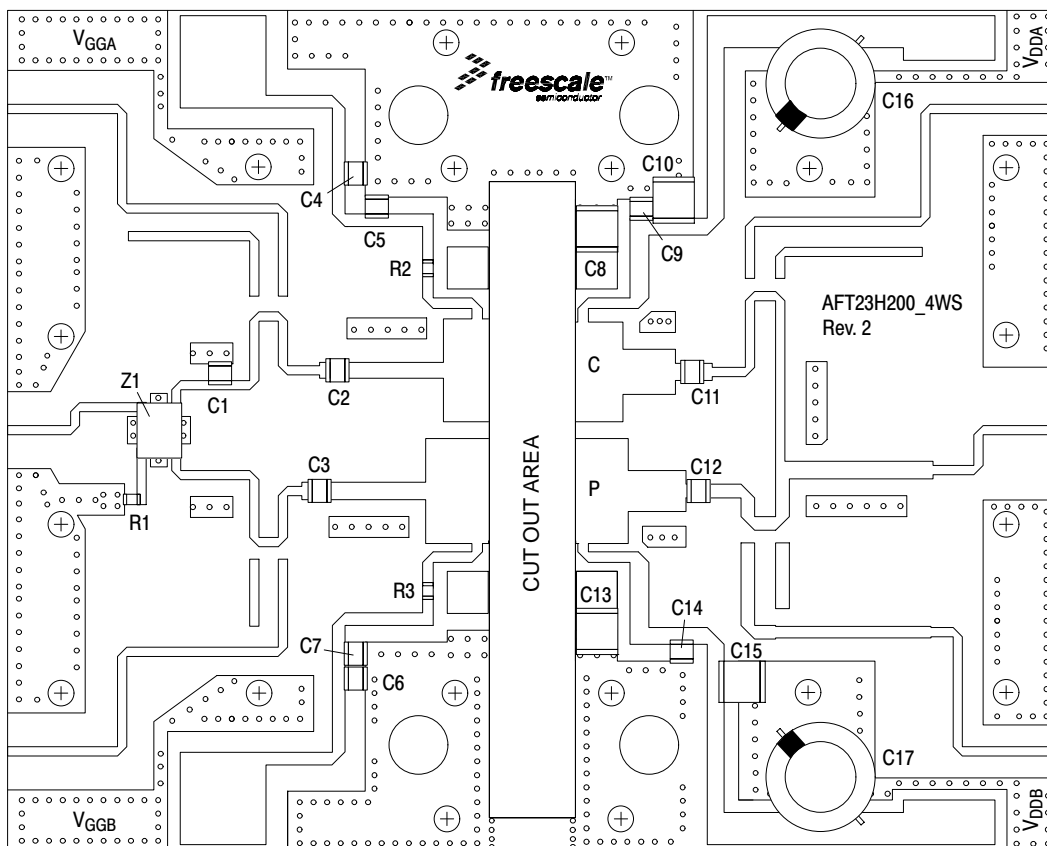 VGGA
VDDA
freescale™
semiconductor
C16
C10
C4
C5
C9
R2
C8
AFT23H200_4WS
Rev. 2
Z1
C1
C2
C
C11
C3
C12
P
R1
CUT OUT AREA
R3
C13
C14
C7
C15
C6
C17
VGGB
VDDB